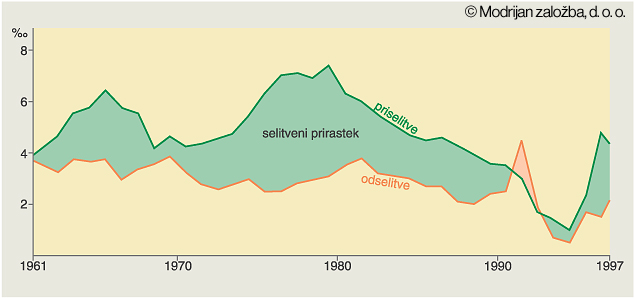 © Modrijan založba, d. o. o.
‰
8
6
4
2
priselitve
selitveni prirastek
odselitve
1961 1970 1980 1990 1997